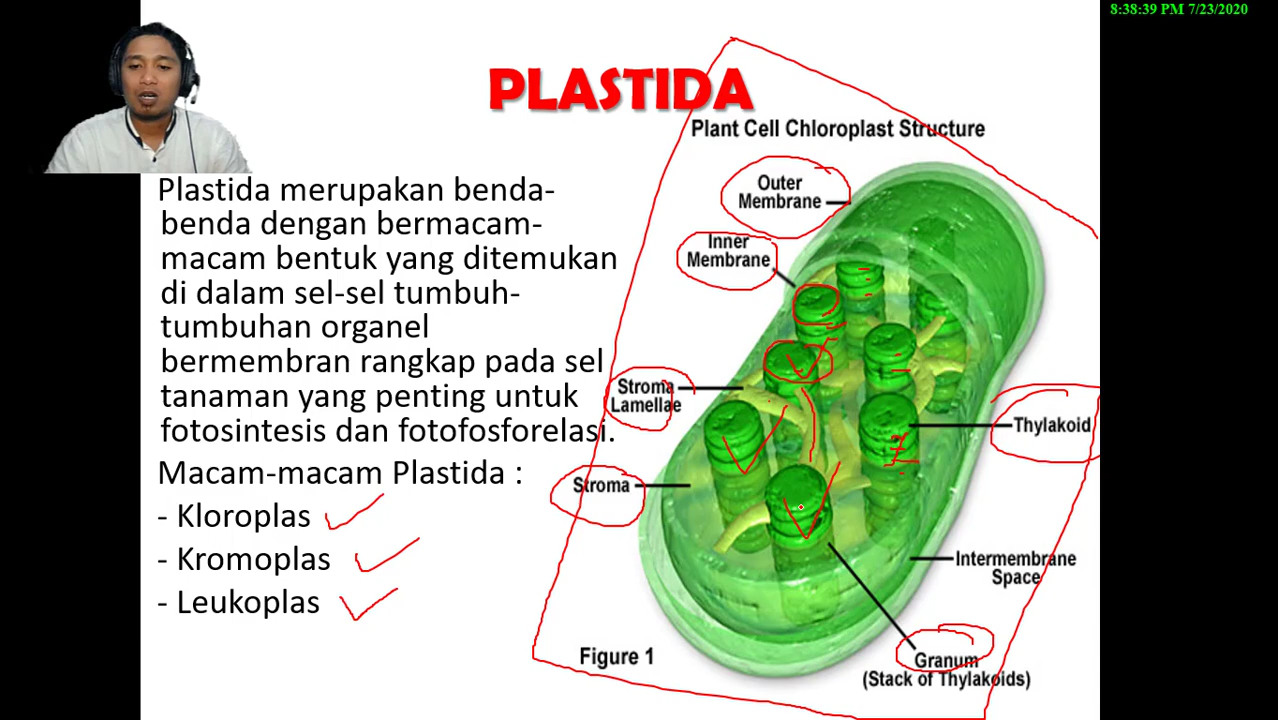 8:38:39 PM 7/23/2020
PLASTIDA
Plant Cell Chloroplast Structure
Plastida merupakan benda-
benda dengan bermacam-
macam bentuk yang ditemukan
di dalam sel-sel tumbuh-
tumbuhan organel
bermembran rangkap pada sel
tanaman yang penting untuk
fotosintesis dan fotofosforelasi.
Macam-macam Plastida :
- Kloroplas
- Kromoplas
- Leukoplas
Outer
Membrane
Inner
Membrane
Stroma
Lamellae
Thylakoid
Stroma
Intermembrane
Space
Granum
(Stack of Thylakoids)
Figure 1